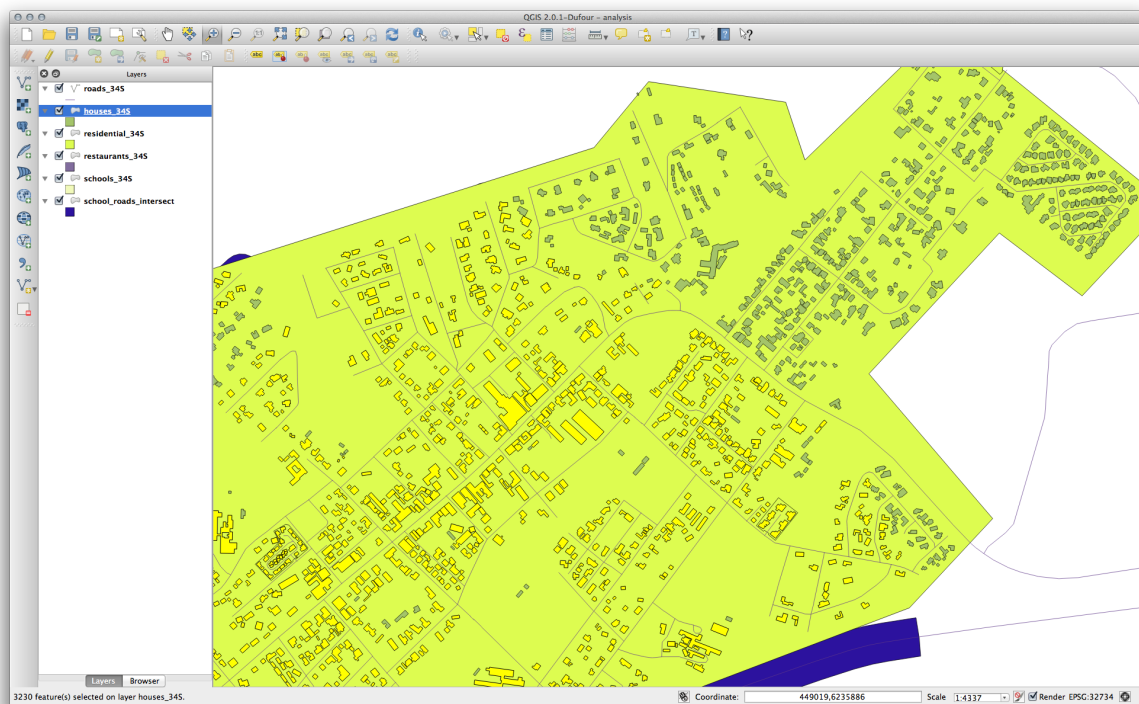 QGIS 2.0.1-Dufour - analysis
Layers
roads_34S
houses_34S
residential_34S
restaurants_34S
schools_34S
school_roads_intersect
Layers Browser
3230 feature(s) selected on layer houses_34S.
Coordinate: 449019,6235886 Scale 1:4337 Render EPSG:32734